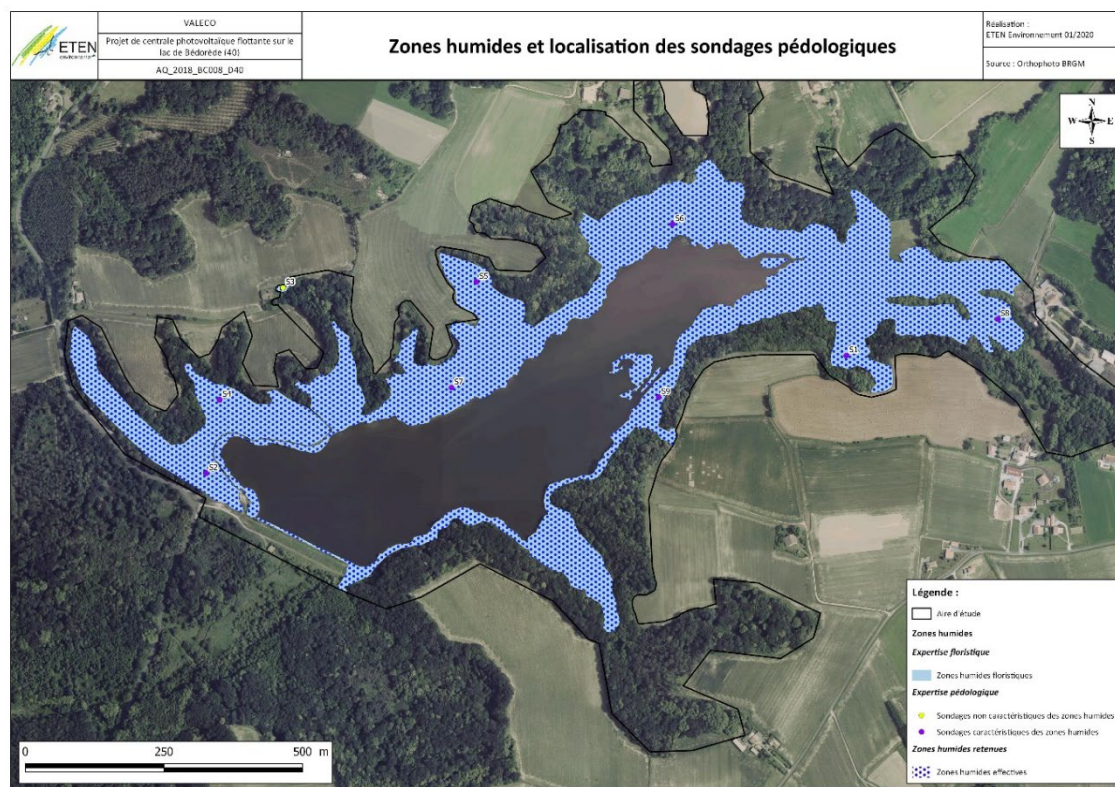 ETEN
environnement
VALECO
Projet de centrale photovoltaïque flottante sur le
lac de Bédorède (40)
AQ_2018_BC008_D40
Zones humides et localisation des sondages pédologiques
Réalisation :
ETEN Environnement 01/2020
Source : Orthophoto BRGM
N
W E
S
S6
S3
S5
S8
S1
S7
S9
S4
S2
Légende :
Aire d'étude
Zones humides
Expertise floristique
Zones humides floristiques
Expertise pédologique
Sondages non caractéristiques des zones humides
Sondages caractéristiques des zones humides
Zones humides retenues
Zones humides effectives
0 250 500 m